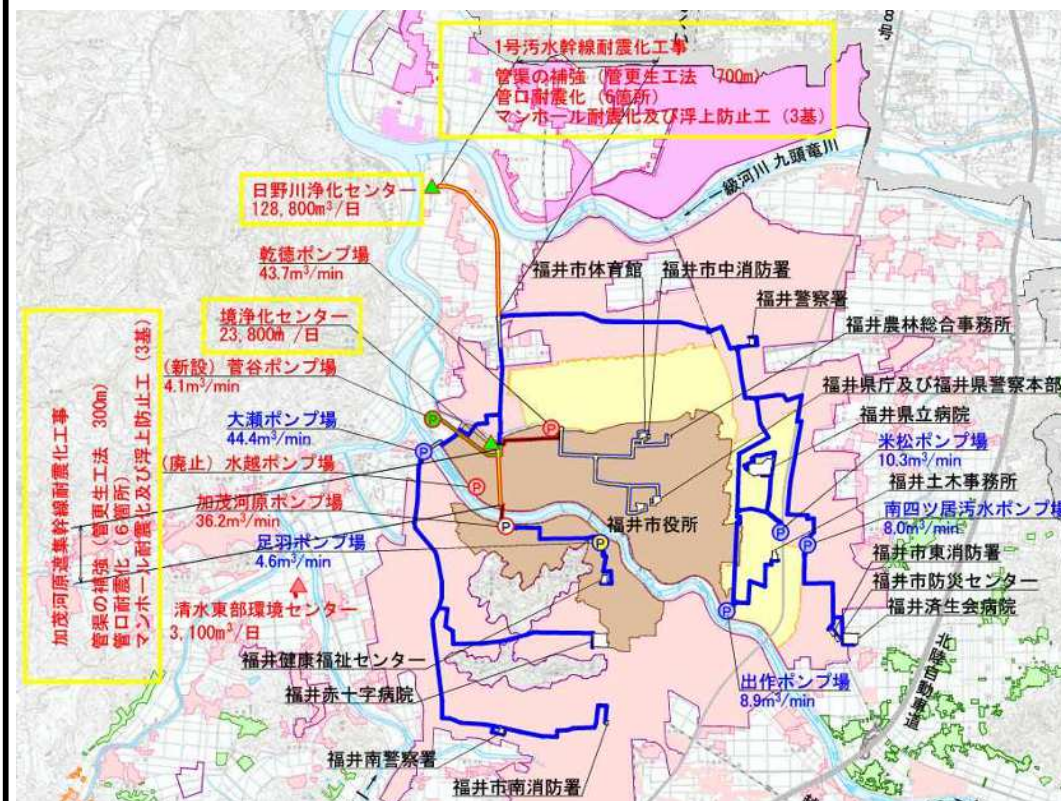 8号
1号汚水幹線耐震化工事
管渠の補強 (管更生工法 700m)
管口耐震化 (6箇所)
マンホール耐震化及び浮上防止工 (3基)
一級河川 九頭竜川
日野川浄化センター
128,800m³/日
乾徳ポンプ場
43.7m³/min
福井市体育館
福井市中消防署
福井警察署
福井農林総合事務所
境浄化センター
23,800m³/日
(新設) 菅谷ポンプ場
4.1m³/min
福井県庁及び福井県警察本部
福井県立病院
大瀬ポンプ場
44.4m³/min
米松ポンプ場
10.3m³/min
(廃止) 水越ポンプ場
福井土木事務所
加茂河原ポンプ場
36.2m³/min
福井市役所
南四ツ居汚水ポンプ場
8.0m³/min
足羽ポンプ場
4.6m³/min
福井市東消防署
福井市防災センター
福井済生会病院
加茂河原遮集幹線耐震化工事
管渠の補強 (管更生工法 300m)
管口耐震化 (6箇所)
マンホール耐震化及び浮上防止工 (3基)
清水東部環境センター
3,100m³/日
福井健康福祉センター
福井赤十字病院
出作ポンプ場
8.9m³/min
北陸自動車道
福井南警察署
福井市南消防署
P
P
P
P
P
P
P
P
P